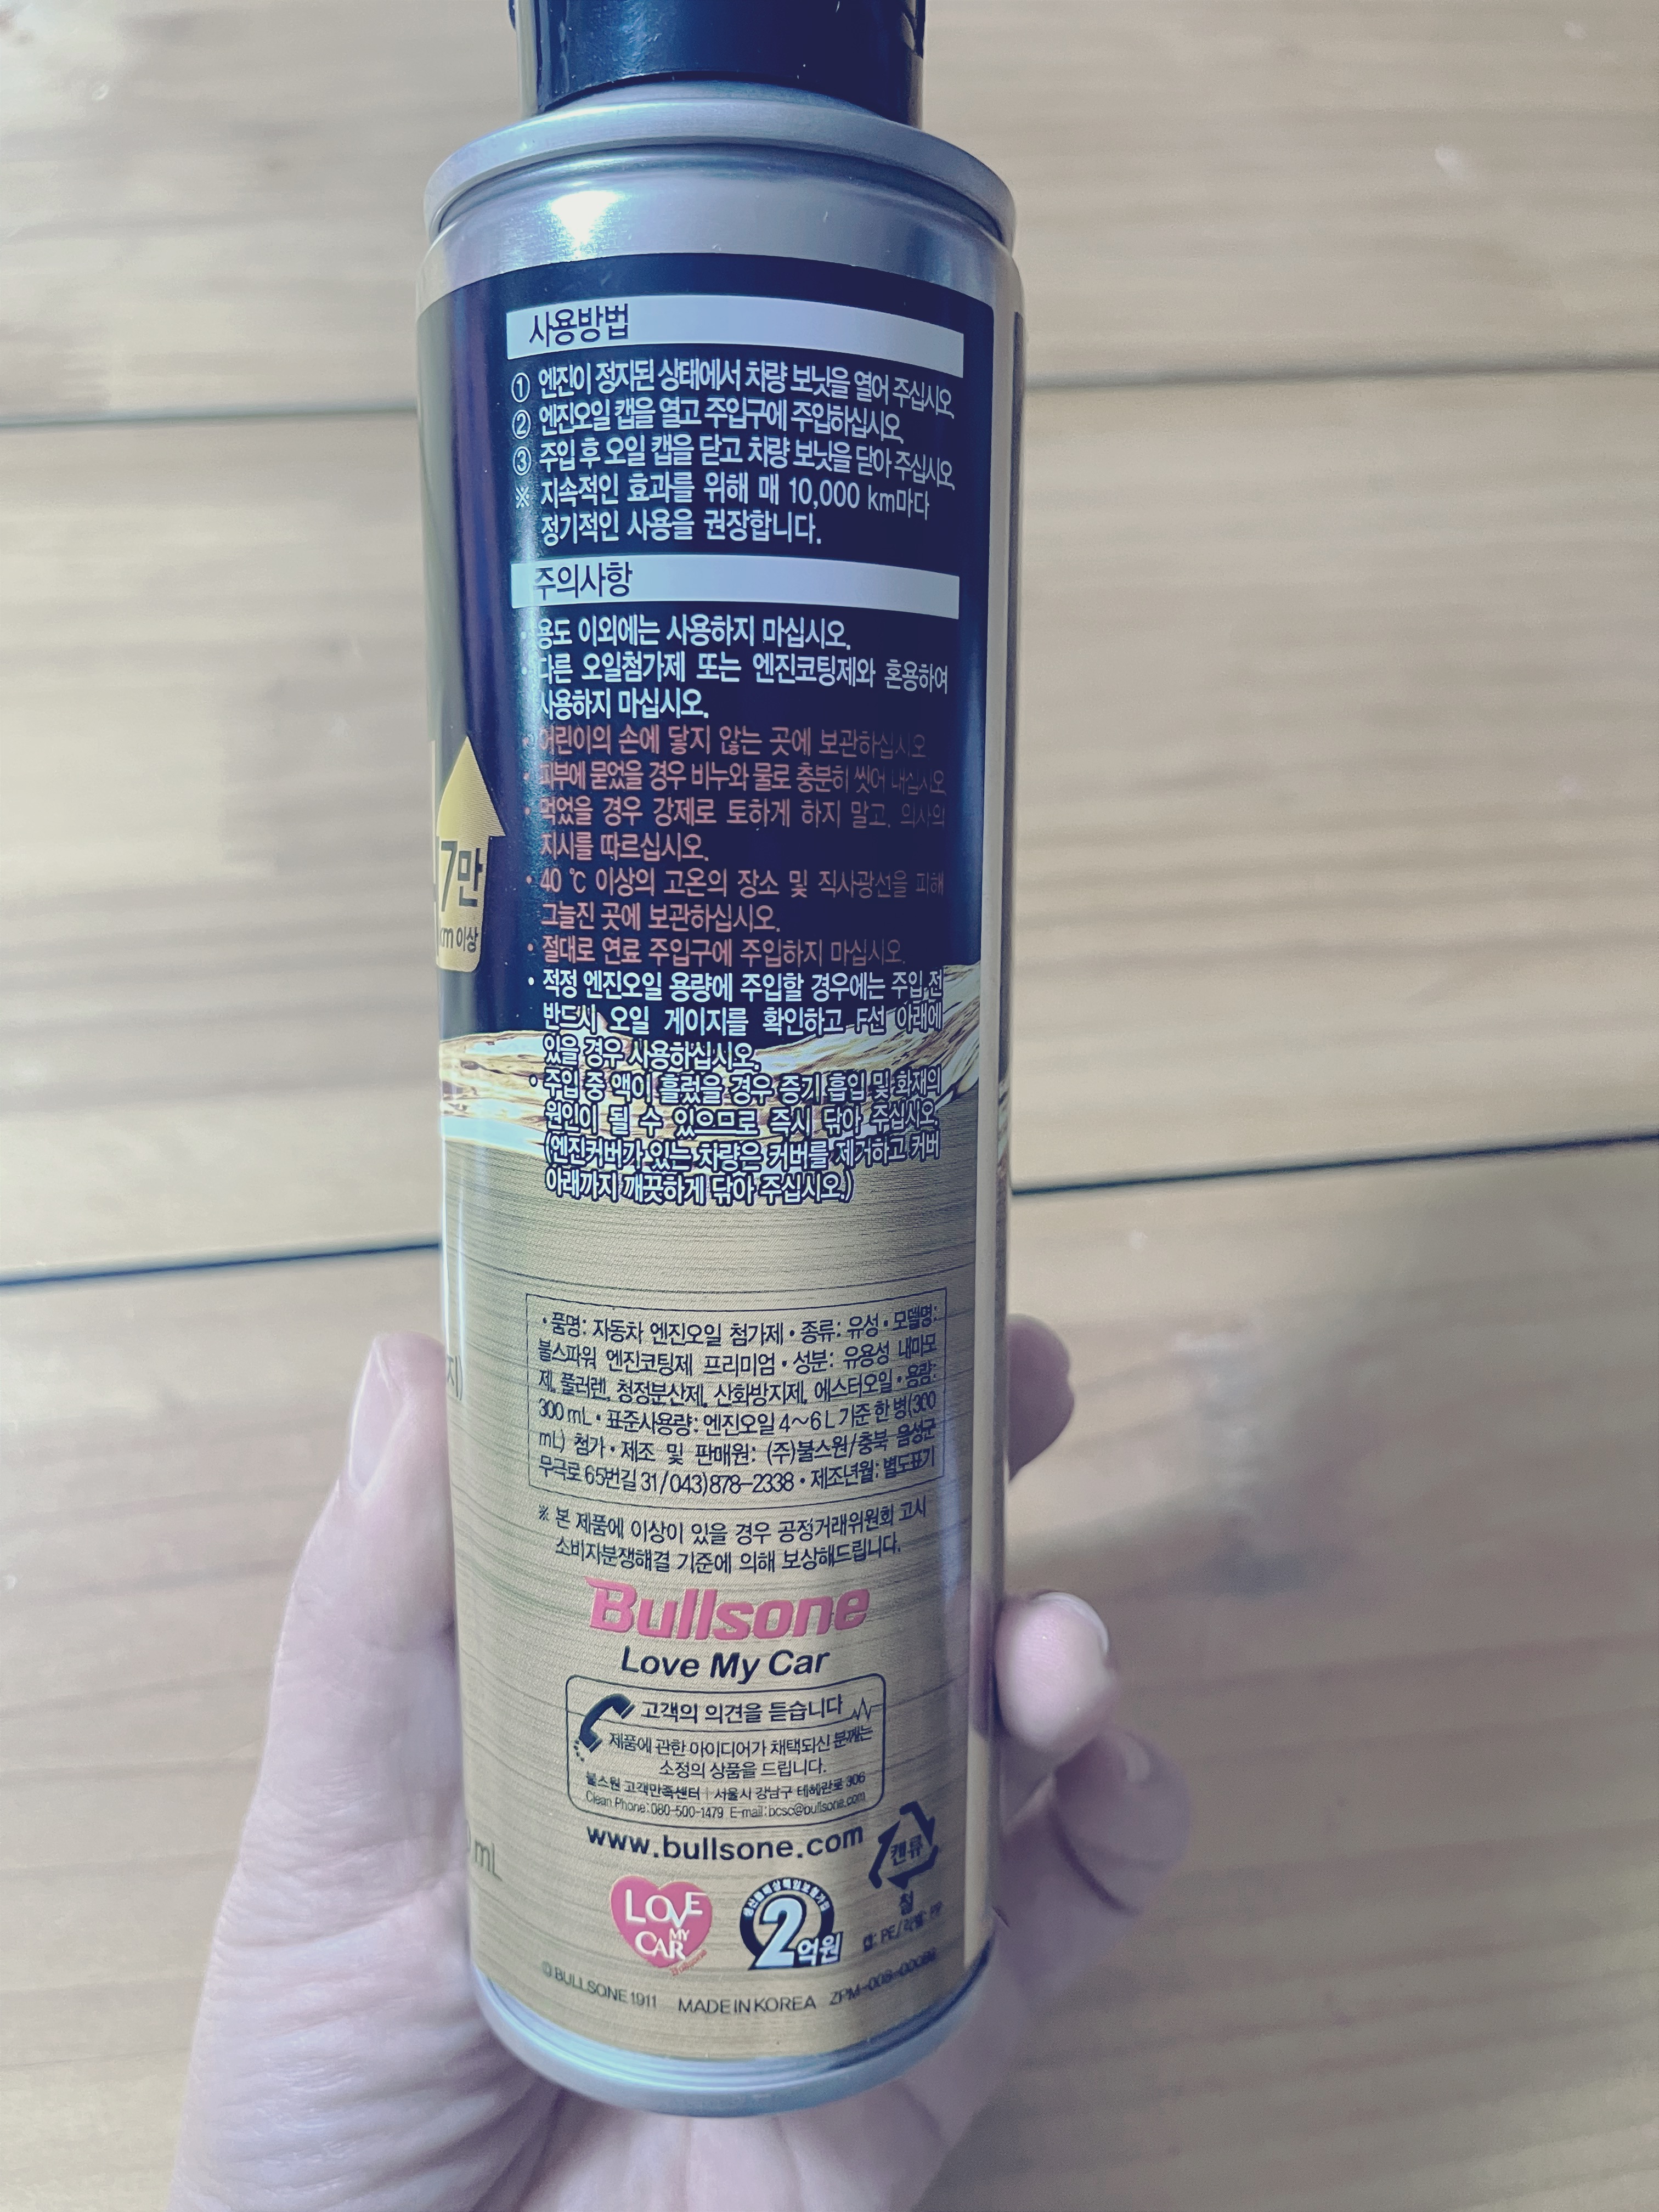 사용방법
① 엔진이 정지된 상태에서 차량 보닛을 열어 주십시오.
② 엔진오일 캡을 열고 주입구에 주입하십시오.
③ 주입 후 오일 캡을 닫고 차량 보닛을 닫아 주십시오.
※ 지속적인 효과를 위해 매 10,000 km마다
정기적인 사용을 권장합니다.
주의사항
• 용도 이외에는 사용하지 마십시오.
• 다른 오일첨가제 또는 엔진코팅제와 혼용하여
사용하지 마십시오.
• 어린이의 손에 닿지 않는 곳에 보관하십시오
• 피부에 묻었을 경우 비누와 물로 충분히 씻어 내십시오.
• 먹었을 경우 강제로 토하게 하지 말고, 의사의
지시를 따르십시오.
• 40 ℃ 이상의 고온의 장소 및 직사광선을 피해
그늘진 곳에 보관하십시오.
• 절대로 연료 주입구에 주입하지 마십시오.
• 적정 엔진오일 용량에 주입할 경우에는 주입 전
반드시 오일 게이지를 확인하고 F선 아래에
있을 경우 사용하십시오.
• 주입 중 액이 흘렀을 경우 증기 흡입 및 화재의
원인이 될 수 있으므로 즉시 닦아 주십시오.
(엔진커버가 있는 차량은 커버를 제거하고 커버
아래까지 깨끗하게 닦아 주십시오.)
7만
km 이상
지)
• 품명: 자동차 엔진오일 첨가제 • 종류: 유성 • 모델명:
불스파워 엔진코팅제 프리미엄 • 성분: 유용성 내마모
제, 풀러렌, 청정분산제, 산화방지제, 에스터오일 • 용량:
300 mL • 표준사용량: 엔진오일 4~6 L 기준 한 병(300
mL) 첨가 • 제조 및 판매원: (주)불스원/충북 음성군
무극로 65번길 31/043)878-2338 • 제조년월: 별도표기
※ 본 제품에 이상이 있을 경우 공정거래위원회 고시
소비자분쟁해결 기준에 의해 보상해드립니다.
Bullsone
Love My Car
고객의 의견을 듣습니다
제품에 관한 아이디어가 채택되신 분께는
소정의 상품을 드립니다.
불스원 고객만족센터 | 서울시 강남구 테헤란로 306
Clean Phone:080-500-1479 E-mail:bcsc@bullsone.com
www.bullsone.com
mL
캔류
철
캡: PE/라벨: PP
LOVE
MY
CAR
Bullsone
2억원
© BULLSONE 1911 MADE IN KOREA